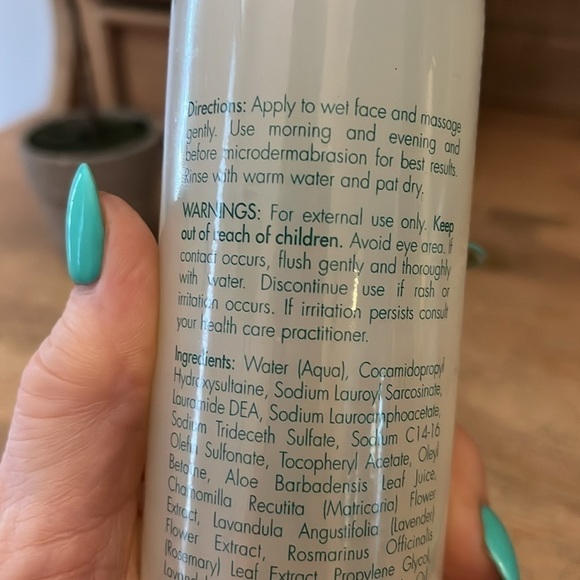 Directions: Apply to wet face and massage
gently. Use morning and evening and
before microdermabrasion for best results.
Rinse with warm water and pat dry.
WARNINGS: For external use only. Keep
out of reach of children. Avoid eye area. If
contact occurs, flush gently and thoroughly
with water. Discontinue use if rash or
irritation occurs. If irritation persists consult
your health care practitioner.
Ingredients: Water (Aqua), Cocamidopropyl
Hydroxysultaine, Sodium Lauroyl Sarcosinate,
Lauramide DEA, Sodium Lauroamphoacetate,
Sodium Trideceth Sulfate, Sodium C14-16
Olefin Sulfonate, Tocopheryl Acetate, Oleyl
Betaine, Aloe Barbadensis Leaf Juice,
Chamomilla Recutita (Matricaria) Flower
Extract, Lavandula Angustifolia (Lavender)
Flower Extract, Rosmarinus Officinalis
(Rosemary) Leaf Extract, Propylene Glycol,